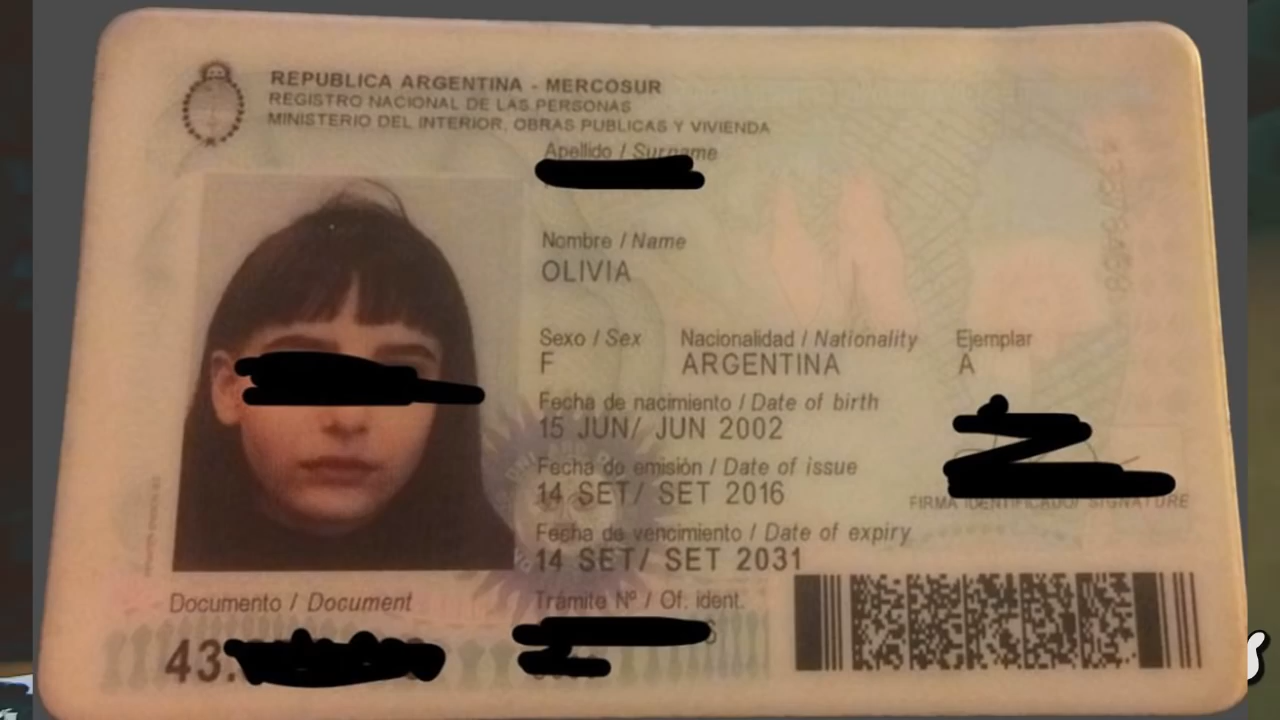 REPUBLICA ARGENTINA - MERCOSUR
REGISTRO NACIONAL DE LAS PERSONAS
MINISTERIO DEL INTERIOR, OBRAS PUBLICAS Y VIVIENDA
Apellido / Surname
Nombre / Name
OLIVIA
Sexo / Sex Nacionalidad / Nationality Ejemplar
F ARGENTINA A
Fecha de nacimiento / Date of birth
15 JUN/ JUN 2002
Fecha de emisión / Date of issue
14 SET/ SET 2016
FIRMA IDENTIFICADO/ SIGNATURE
Fecha de vencimiento / Date of expiry
14 SET/ SET 2031
Documento / Document Trámite Nº / Of. ident.
43.